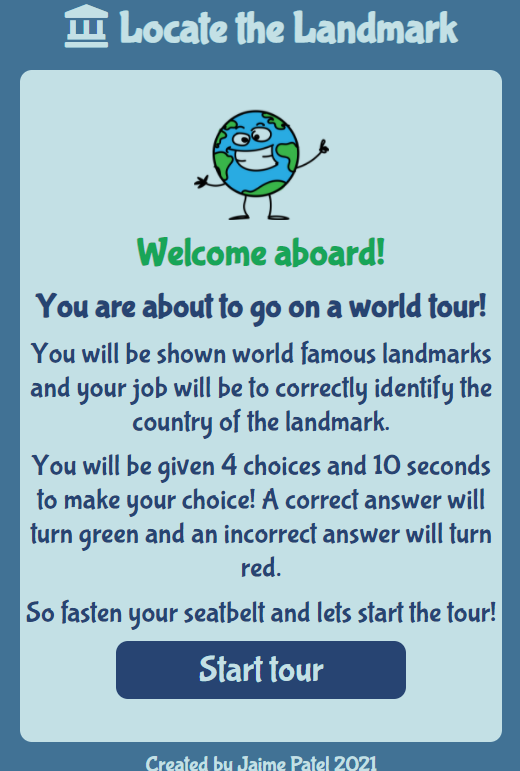 Locate the Landmark
Welcome aboard!
You are about to go on a world tour!
You will be shown world famous landmarks
and your job will be to correctly identify the
country of the landmark.
You will be given 4 choices and 10 seconds
to make your choice! A correct answer will
turn green and an incorrect answer will turn
red.
So fasten your seatbelt and lets start the tour!
Start tour
Created by Jaime Patel 2021